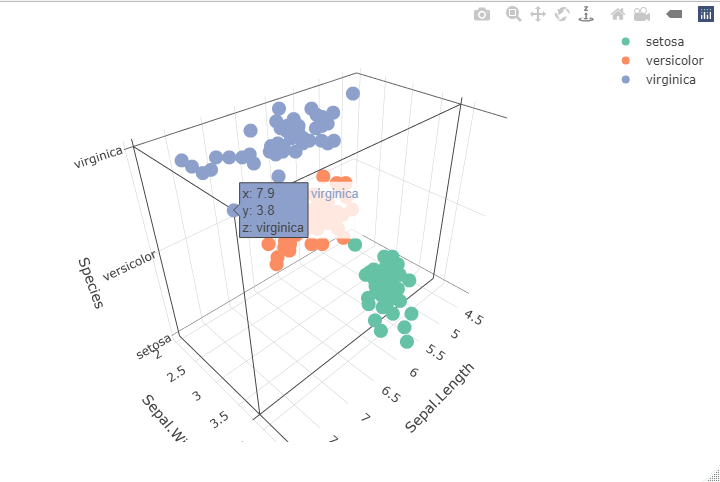 setosa
versicolor
virginica
virginica
versicolor
setosa
Species
x: 7.9
y: 3.8
z: virginica
virginica
2
2.5
3
3.5
Sepal.Wi
4.5
5
5.5
6
6.5
7
Sepal.Length